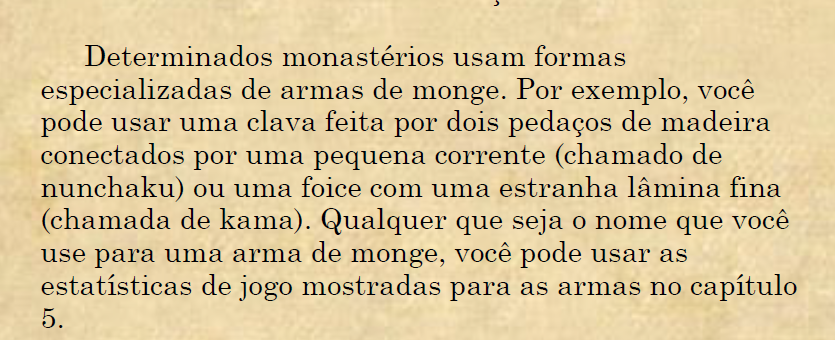 Determinados monastérios usam formas
especializadas de armas de monge. Por exemplo, você
pode usar uma clava feita por dois pedaços de madeira
conectados por uma pequena corrente (chamado de
nunchaku) ou uma foice com uma estranha lâmina fina
(chamada de kama). Qualquer que seja o nome que você
use para uma arma de monge, você pode usar as
estatísticas de jogo mostradas para as armas no capítulo
5.